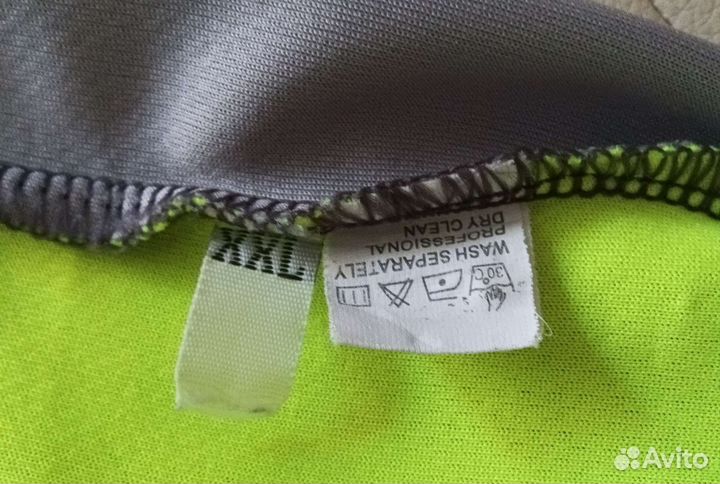 XXL
30°C
WASH SEPARATELY
PROFESSIONAL
DRY CLEAN
Avito